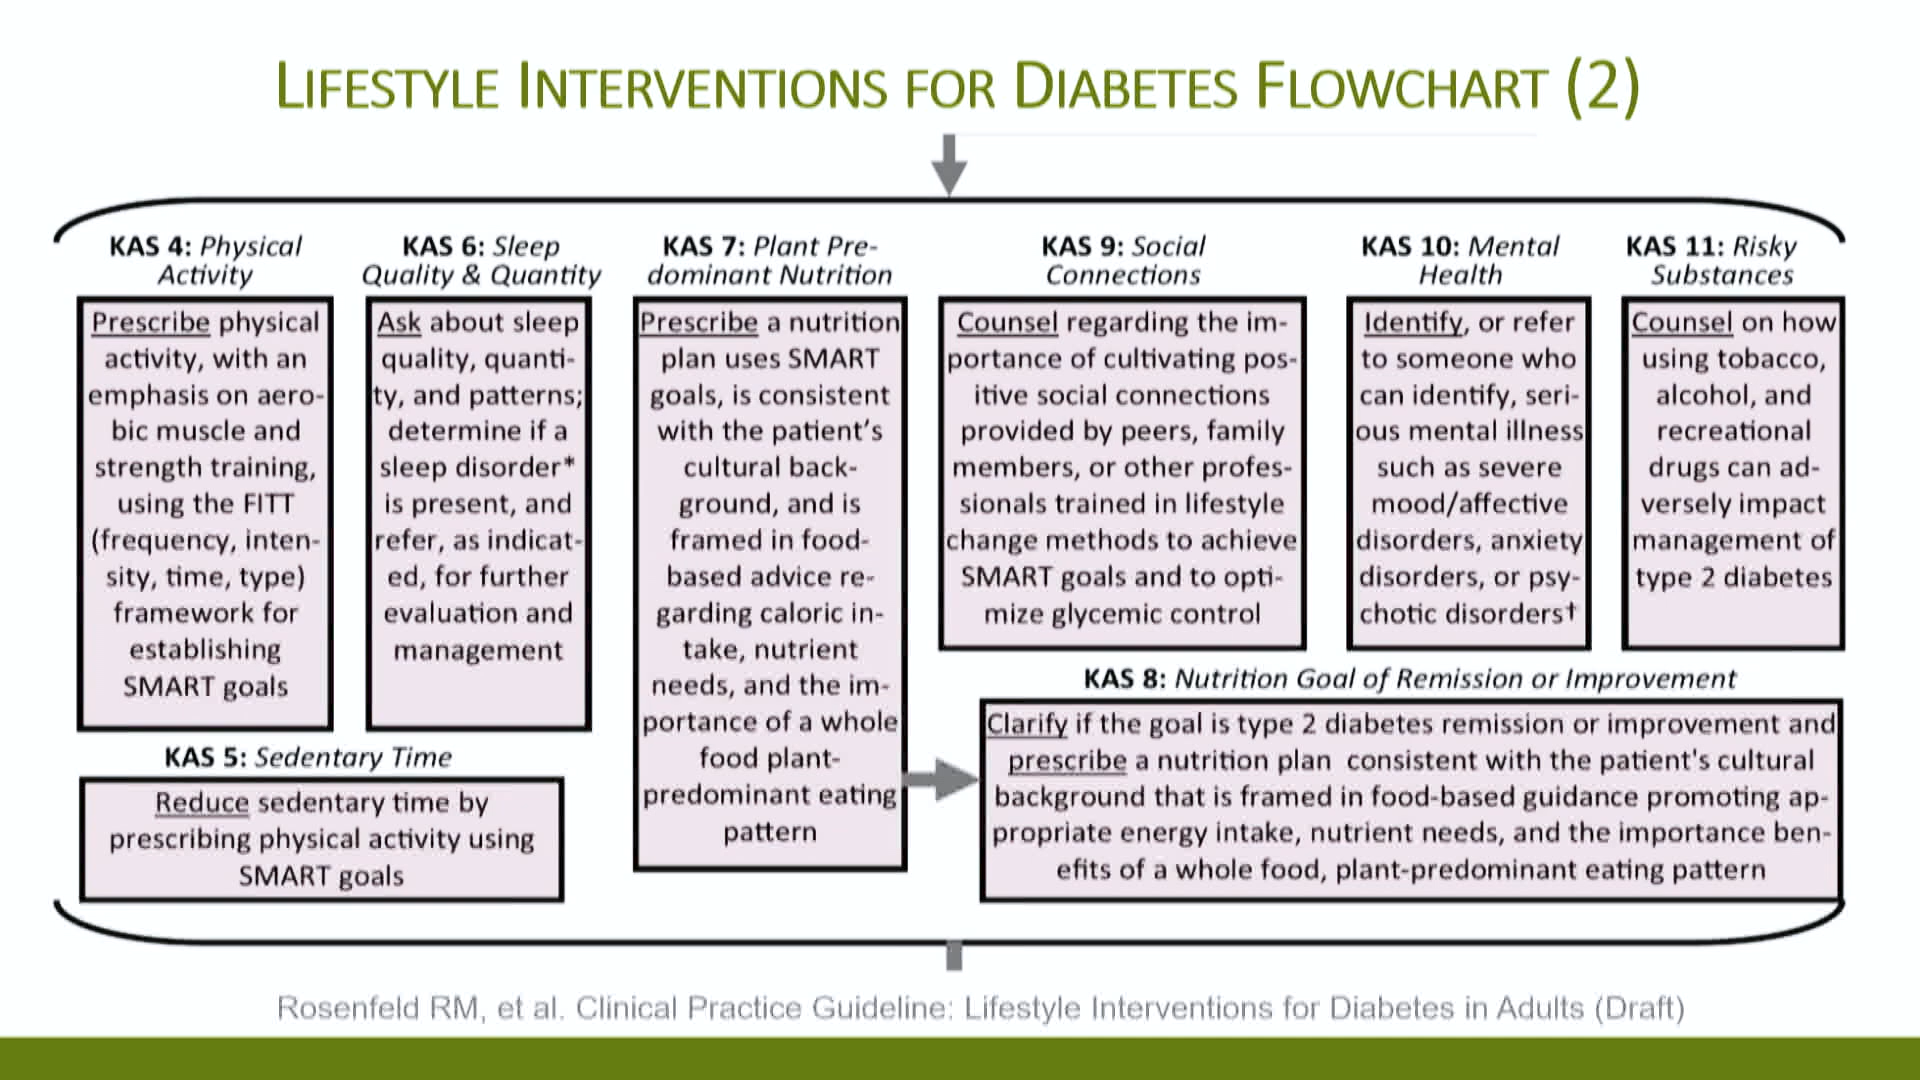 LIFESTYLE INTERVENTIONS FOR DIABETES FLOWCHART (2)
KAS 4: Physical
Activity
Prescribe physical
activity, with an
emphasis on aero-
bic muscle and
strength training,
using the FITT
(frequency, inten-
sity, time, type)
framework for
establishing
SMART goals
KAS 5: Sedentary Time
Reduce sedentary time by
prescribing physical activity using
SMART goals
KAS 6: Sleep
Quality & Quantity
Ask about sleep
quality, quanti-
ty, and patterns;
determine if a
sleep disorder*
is present, and
refer, as indicat-
ed, for further
evaluation and
management
KAS 7: Plant Pre-
dominant Nutrition
Prescribe a nutrition
plan uses SMART
goals, is consistent
with the patient's
cultural back-
ground, and is
framed in food-
based advice re-
garding caloric in-
take, nutrient
needs, and the im-
portance of a whole
food plant-
predominant eating
pattern
KAS 9: Social
Connections
Counsel regarding the im-
portance of cultivating pos-
itive social connections
provided by peers, family
members, or other profes-
sionals trained in lifestyle
change methods to achieve
SMART goals and to opti-
mize glycemic control
KAS 10: Mental
Health
Identify, or refer
to someone who
can identify, seri-
ous mental illness
such as severe
mood/affective
disorders, anxiety
disorders, or psy-
chotic disorders†
KAS 11: Risky
Substances
Counsel on how
using tobacco,
alcohol, and
recreational
drugs can ad-
versely impact
management of
type 2 diabetes
KAS 8: Nutrition Goal of Remission or Improvement
Clarify if the goal is type 2 diabetes remission or improvement and
prescribe a nutrition plan consistent with the patient's cultural
background that is framed in food-based guidance promoting ap-
propriate energy intake, nutrient needs, and the importance ben-
efits of a whole food, plant-predominant eating pattern
Rosenfeld RM, et al. Clinical Practice Guideline: Lifestyle Interventions for Diabetes in Adults (Draft)